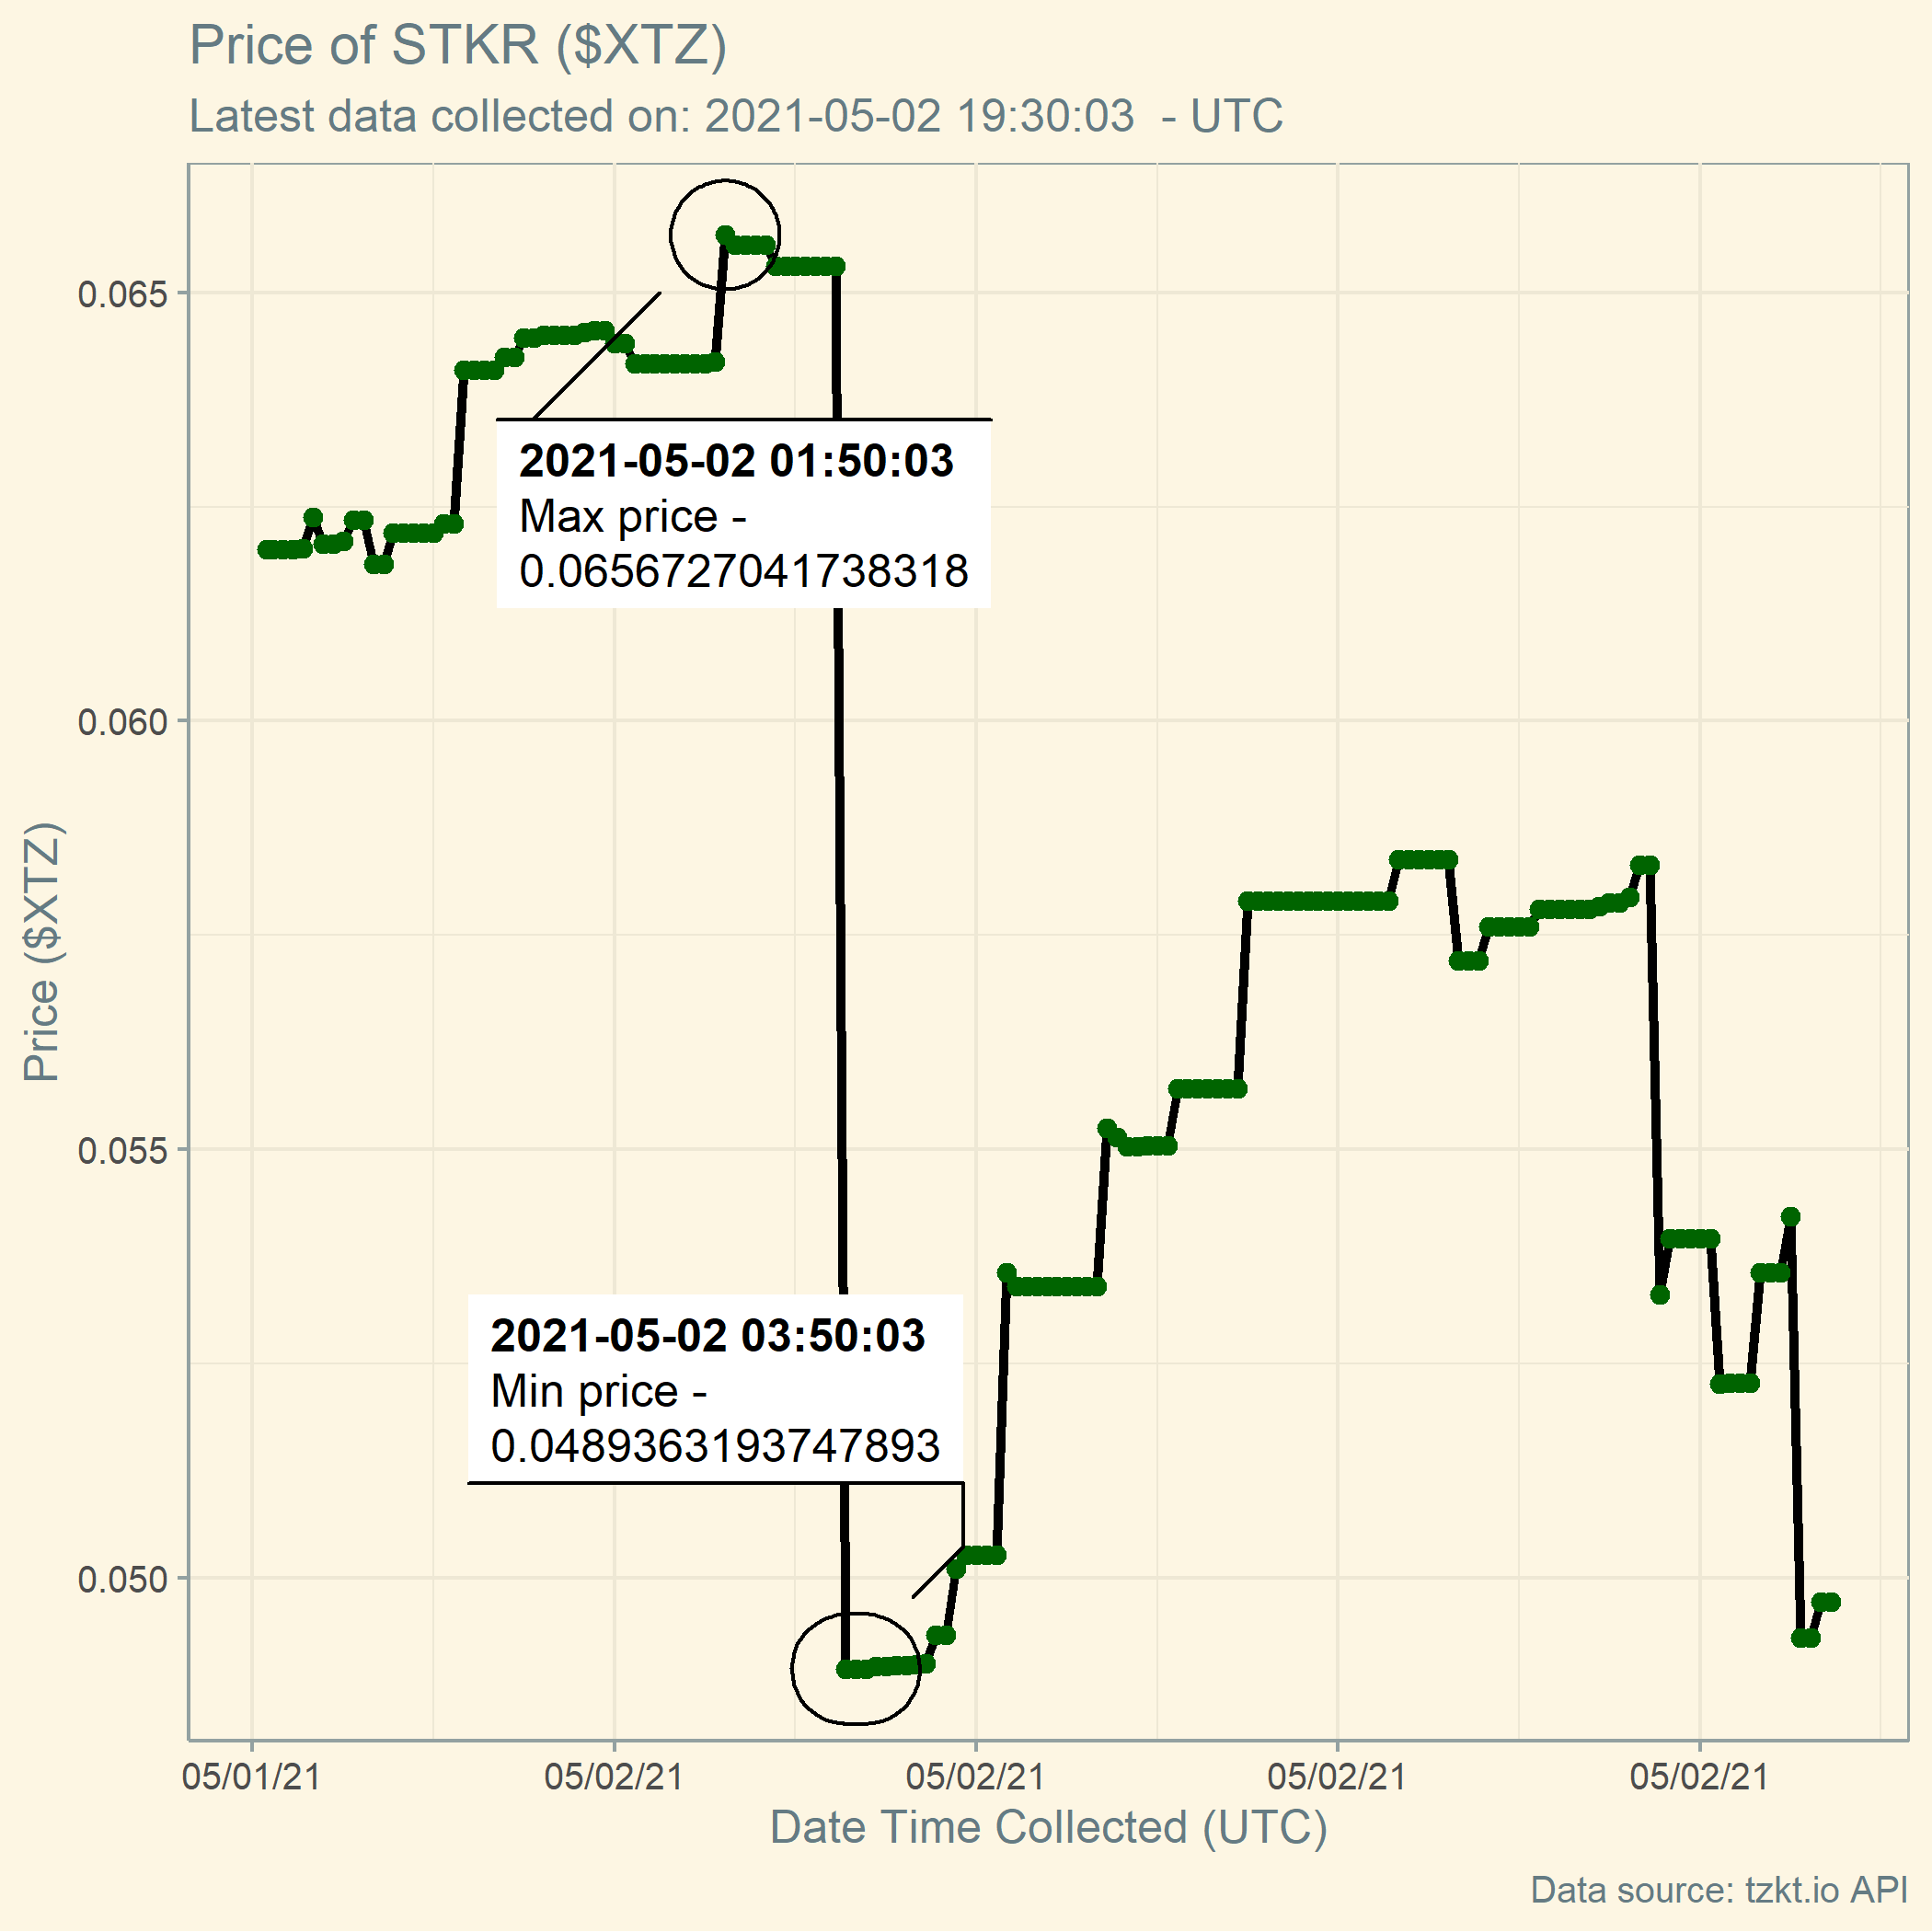 Price of STKR ($XTZ)
Latest data collected on: 2021-05-02 19:30:03 - UTC
0.065
0.060
0.055
0.050
Price ($XTZ)
2021-05-02 01:50:03
Max price -
0.0656727041738318
2021-05-02 03:50:03
Min price -
0.0489363193747893
05/01/21
05/02/21
05/02/21
05/02/21
05/02/21
Date Time Collected (UTC)
Data source: tzkt.io API